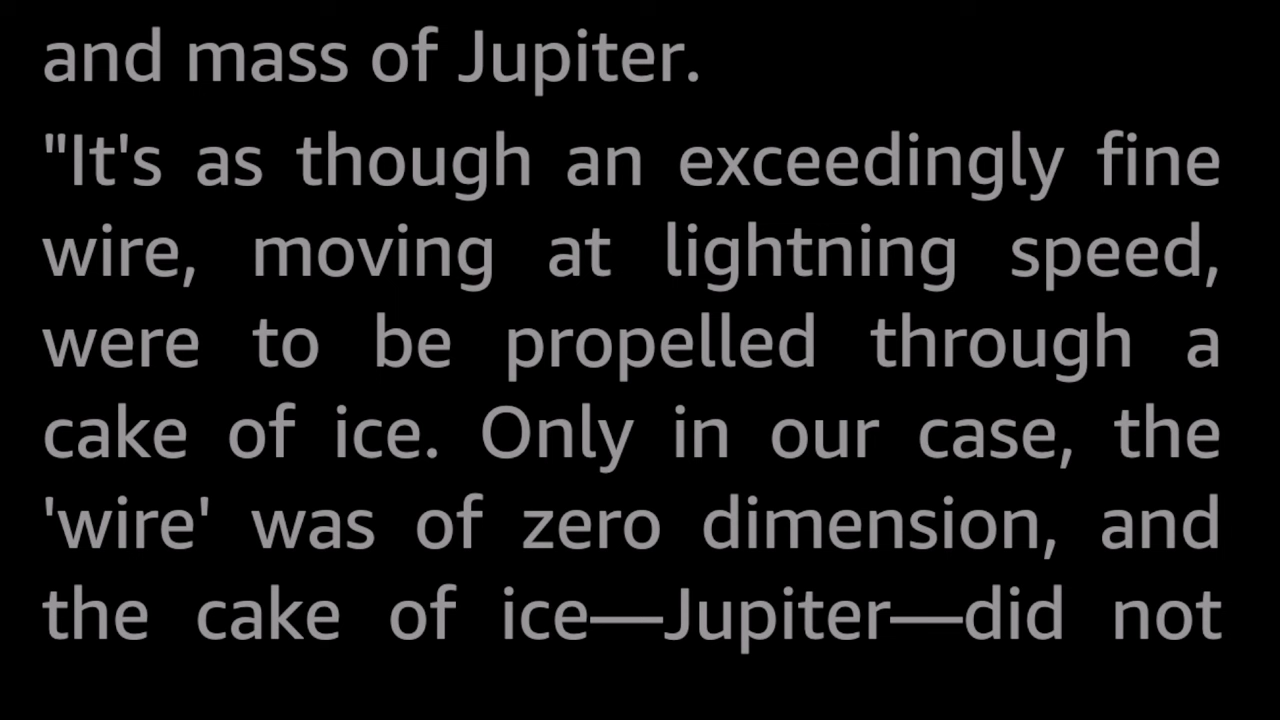 and mass of Jupiter.
"It's as though an exceedingly fine
wire, moving at lightning speed,
were to be propelled through a
cake of ice. Only in our case, the
'wire' was of zero dimension, and
the cake of ice—Jupiter—did not